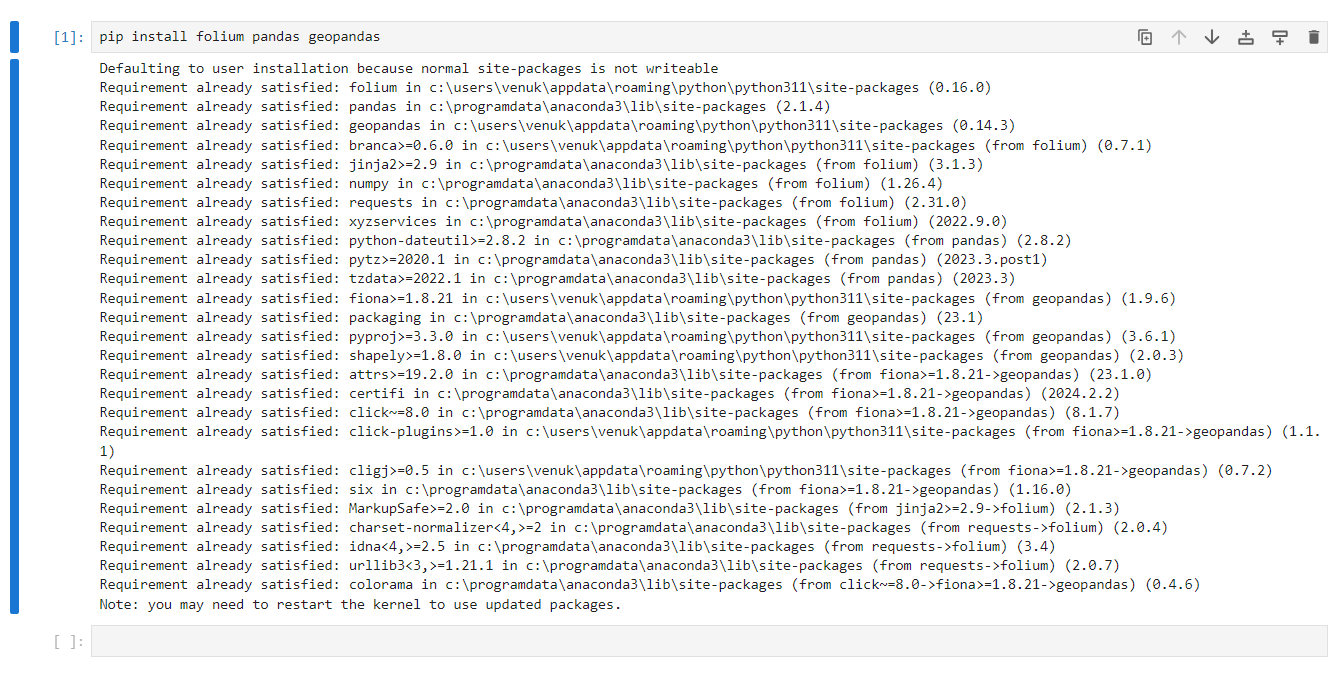 [1]: pip install folium pandas geopandas
Defaulting to user installation because normal site-packages is not writeable
Requirement already satisfied: folium in c:\users\venuk\appdata\roaming\python\python311\site-packages (0.16.0)
Requirement already satisfied: pandas in c:\programdata\anaconda3\lib\site-packages (2.1.4)
Requirement already satisfied: geopandas in c:\users\venuk\appdata\roaming\python\python311\site-packages (0.14.3)
Requirement already satisfied: branca>=0.6.0 in c:\users\venuk\appdata\roaming\python\python311\site-packages (from folium) (0.7.1)
Requirement already satisfied: jinja2>=2.9 in c:\programdata\anaconda3\lib\site-packages (from folium) (3.1.3)
Requirement already satisfied: numpy in c:\programdata\anaconda3\lib\site-packages (from folium) (1.26.4)
Requirement already satisfied: requests in c:\programdata\anaconda3\lib\site-packages (from folium) (2.31.0)
Requirement already satisfied: xyzservices in c:\programdata\anaconda3\lib\site-packages (from folium) (2022.9.0)
Requirement already satisfied: python-dateutil>=2.8.2 in c:\programdata\anaconda3\lib\site-packages (from pandas) (2.8.2)
Requirement already satisfied: pytz>=2020.1 in c:\programdata\anaconda3\lib\site-packages (from pandas) (2023.3.post1)
Requirement already satisfied: tzdata>=2022.1 in c:\programdata\anaconda3\lib\site-packages (from pandas) (2023.3)
Requirement already satisfied: fiona>=1.8.21 in c:\users\venuk\appdata\roaming\python\python311\site-packages (from geopandas) (1.9.6)
Requirement already satisfied: packaging in c:\programdata\anaconda3\lib\site-packages (from geopandas) (23.1)
Requirement already satisfied: pyproj>=3.3.0 in c:\users\venuk\appdata\roaming\python\python311\site-packages (from geopandas) (3.6.1)
Requirement already satisfied: shapely>=1.8.0 in c:\users\venuk\appdata\roaming\python\python311\site-packages (from geopandas) (2.0.3)
Requirement already satisfied: attrs>=19.2.0 in c:\programdata\anaconda3\lib\site-packages (from fiona>=1.8.21->geopandas) (23.1.0)
Requirement already satisfied: certifi in c:\programdata\anaconda3\lib\site-packages (from fiona>=1.8.21->geopandas) (2024.2.2)
Requirement already satisfied: click~=8.0 in c:\programdata\anaconda3\lib\site-packages (from fiona>=1.8.21->geopandas) (8.1.7)
Requirement already satisfied: click-plugins>=1.0 in c:\users\venuk\appdata\roaming\python\python311\site-packages (from fiona>=1.8.21->geopandas) (1.1.
1)
Requirement already satisfied: cligj>=0.5 in c:\users\venuk\appdata\roaming\python\python311\site-packages (from fiona>=1.8.21->geopandas) (0.7.2)
Requirement already satisfied: six in c:\programdata\anaconda3\lib\site-packages (from fiona>=1.8.21->geopandas) (1.16.0)
Requirement already satisfied: MarkupSafe>=2.0 in c:\programdata\anaconda3\lib\site-packages (from jinja2>=2.9->folium) (2.1.3)
Requirement already satisfied: charset-normalizer<4,>=2 in c:\programdata\anaconda3\lib\site-packages (from requests->folium) (2.0.4)
Requirement already satisfied: idna<4,>=2.5 in c:\programdata\anaconda3\lib\site-packages (from requests->folium) (3.4)
Requirement already satisfied: urllib3<3,>=1.21.1 in c:\programdata\anaconda3\lib\site-packages (from requests->folium) (2.0.7)
Requirement already satisfied: colorama in c:\programdata\anaconda3\lib\site-packages (from click~=8.0->fiona>=1.8.21->geopandas) (0.4.6)
Note: you may need to restart the kernel to use updated packages.
[ ]: